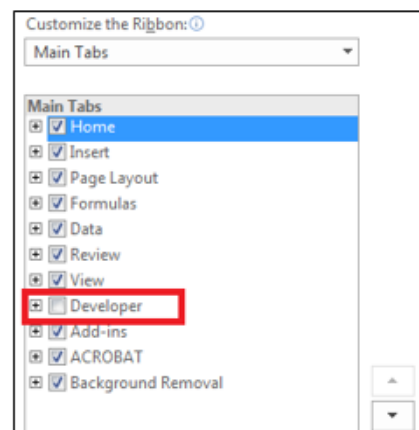 Customize the Ribbon:
Main Tabs
Main Tabs
Home
Insert
Page Layout
Formulas
Data
Review
View
Developer
Add-ins
ACROBAT
Background Removal